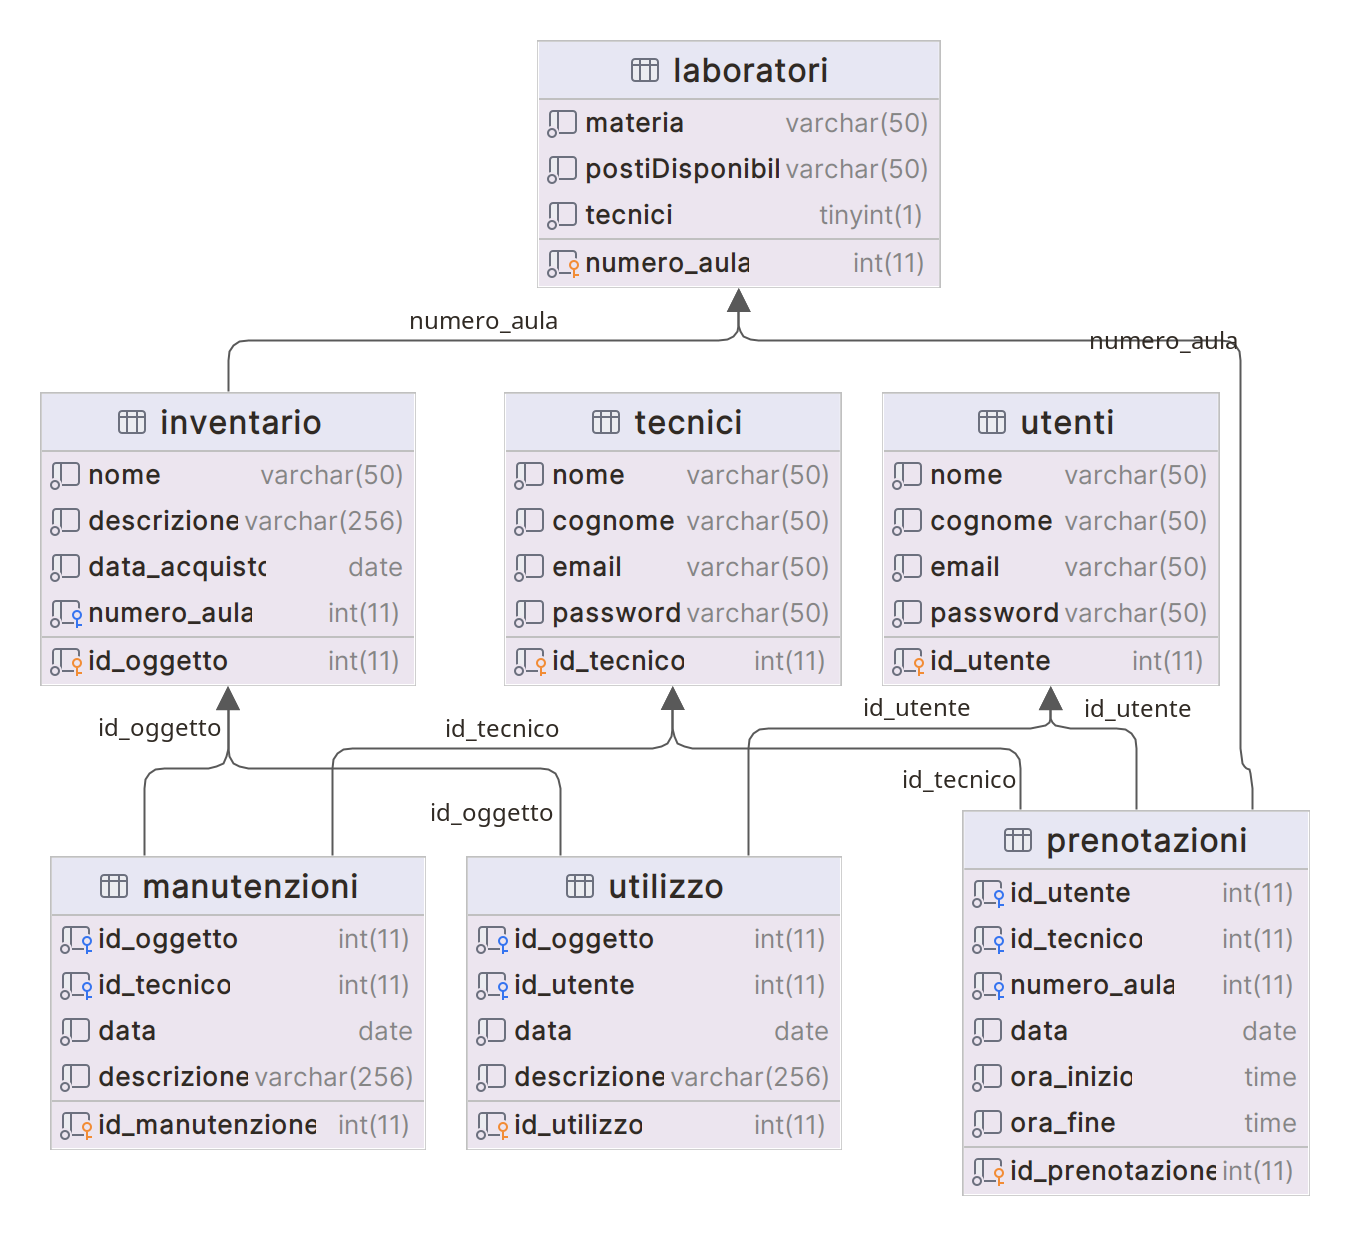 laboratori
materia varchar(50)
postiDisponibil varchar(50)
tecnici tinyint(1)
numero_aula int(11)
numero_aula
numero_aula
inventario
nome varchar(50)
descrizione varchar(256)
data_acquisto date
numero_aula int(11)
id_oggetto int(11)
tecnici
nome varchar(50)
cognome varchar(50)
email varchar(50)
password varchar(50)
id_tecnico int(11)
utenti
nome varchar(50)
cognome varchar(50)
email varchar(50)
password varchar(50)
id_utente int(11)
id_oggetto
id_tecnico
id_utente
id_utente
id_tecnico
id_oggetto
manutenzioni
id_oggetto int(11)
id_tecnico int(11)
data date
descrizione varchar(256)
id_manutenzione int(11)
utilizzo
id_oggetto int(11)
id_utente int(11)
data date
descrizione varchar(256)
id_utilizzo int(11)
prenotazioni
id_utente int(11)
id_tecnico int(11)
numero_aula int(11)
data date
ora_inizio time
ora_fine time
id_prenotazione int(11)